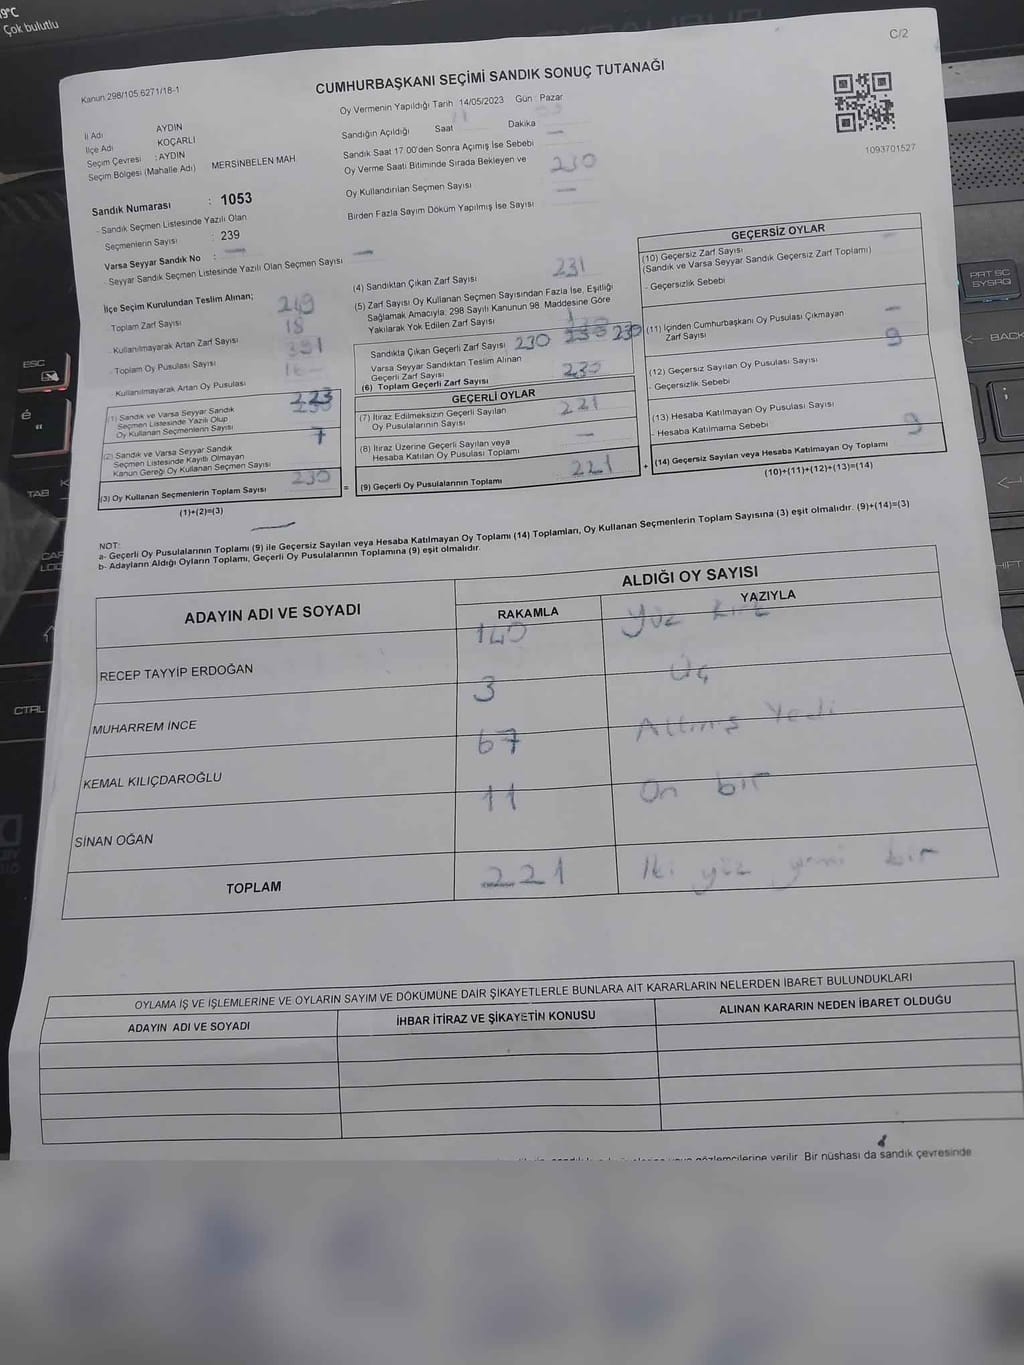 9°C
Çok bulutlu
C/2
Kanun.298/105,6271/18-1
CUMHURBAŞKANI SEÇİMİ SANDIK SONUÇ TUTANAĞI
Oy Vermenin Yapıldığı Tarih 14/05/2023 Gün : Pazar
İl Adı AYDIN
İlçe Adı KOÇARLI
Seçim Çevresi : AYDIN
Seçim Bölgesi (Mahalle Adı) MERSİNBELEN MAH
Sandık Numarası : 1053
- Sandık Seçmen Listesinde Yazılı Olan
Seçmenlerin Sayısı : 239
Varsa Seyyar Sandık No : —
- Seyyar Sandık Seçmen Listesinde Yazılı Olan Seçmen Sayısı —
Sandığın Açıldığı Saat Dakika
Sandık Saat 17:00'den Sonra Açımış İse Sebebi —
Oy Verme Saati Bitiminde Sırada Bekleyen ve
Oy Kullandırılan Seçmen Sayısı 230
Birden Fazla Sayım Döküm Yapılmış İse Sayısı —
1093701527
İlçe Seçim Kurulundan Teslim Alınan;
- Toplam Zarf Sayısı 249
- Kullanılmayarak Artan Zarf Sayısı 18
- Toplam Oy Pusulası Sayısı
Kullanılmayarak Artan Oy Pusulası 16
(1) Sandık ve Varsa Seyyar Sandık
Seçmen Listesinde Yazılı Olup
Oy Kullanan Seçmenlerin Sayısı 223
(2) Sandık ve Varsa Seyyar Sandık
Seçmen Listesinde Kayıtlı Olmayan
Kanun Gereği Oy Kullanan Seçmen Sayısı 7
(3) Oy Kullanan Seçmenlerin Toplam Sayısı 230
(1)+(2)=(3)
(4) Sandıktan Çıkan Zarf Sayısı 231
(5) Zarf Sayısı Oy Kullanan Seçmen Sayısından Fazla İse, Eşitliği
Sağlamak Amacıyla, 298 Sayılı Kanunun 98. Maddesine Göre
Yakılarak Yok Edilen Zarf Sayısı 1
Sandıkta Çıkan Geçerli Zarf Sayısı 230 230
Varsa Seyyar Sandıktan Teslim Alınan
Geçerli Zarf Sayısı
(6) Toplam Geçerli Zarf Sayısı 230
GEÇERLİ OYLAR
(7) İtiraz Edilmeksizin Geçerli Sayılan
Oy Pusulalarının Sayısı 221
(8) İtiraz Üzerine Geçerli Sayılan veya
Hesaba Katılan Oy Pusulası Toplamı —
= (9) Geçerli Oy Pusulalarının Toplamı 221
GEÇERSİZ OYLAR
(10) Geçersiz Zarf Sayısı
(Sandık ve Varsa Seyyar Sandık Geçersiz Zarf Toplamı)
- Geçersizlik Sebebi
(11) İçinden Cumhurbaşkanı Oy Pusulası Çıkmayan
Zarf Sayısı —
(12) Geçersiz Sayılan Oy Pusulası Sayısı 9
- Geçersizlik Sebebi
(13) Hesaba Katılmayan Oy Pusulası Sayısı
- Hesaba Katılmama Sebebi
+ (14) Geçersiz Sayılan veya Hesaba Katılmayan Oy Toplamı 9
(10)+(11)+(12)+(13)=(14)
NOT:
a- Geçerli Oy Pusulalarının Toplamı (9) ile Geçersiz Sayılan veya Hesaba Katılmayan Oy Toplamı (14) Toplamları, Oy Kullanan Seçmenlerin Toplam Sayısına (3) eşit olmalıdır. (9)+(14)=(3)
b- Adayların Aldığı Oyların Toplamı, Geçerli Oy Pusulalarının Toplamına (9) eşit olmalıdır.
ADAYIN ADI VE SOYADI ALDIĞI OY SAYISI
RAKAMLA YAZIYLA
RECEP TAYYİP ERDOĞAN 140 Yüz kırk
MUHARREM İNCE 3 Üç
KEMAL KILIÇDAROĞLU 67 Altmış Yedi
SİNAN OĞAN 11 On bir
TOPLAM 221 İki yüz yirmi bir
OYLAMA İŞ VE İŞLEMLERİNE VE OYLARIN SAYIM VE DÖKÜMÜNE DAİR ŞİKAYETLERLE BUNLARA AİT KARARLARIN NELERDEN İBARET BULUNDUKLARI
ADAYIN ADI VE SOYADI İHBAR İTİRAZ VE ŞİKAYETİN KONUSU ALINAN KARARIN NEDEN İBARET OLDUĞU
gözlemcilerine verilir. Bir nüshası da sandık çevresinde
PRT SC
SYSRQ
BACK
ESC
é
TAB
CAP
LOC
CTRL
HIFT